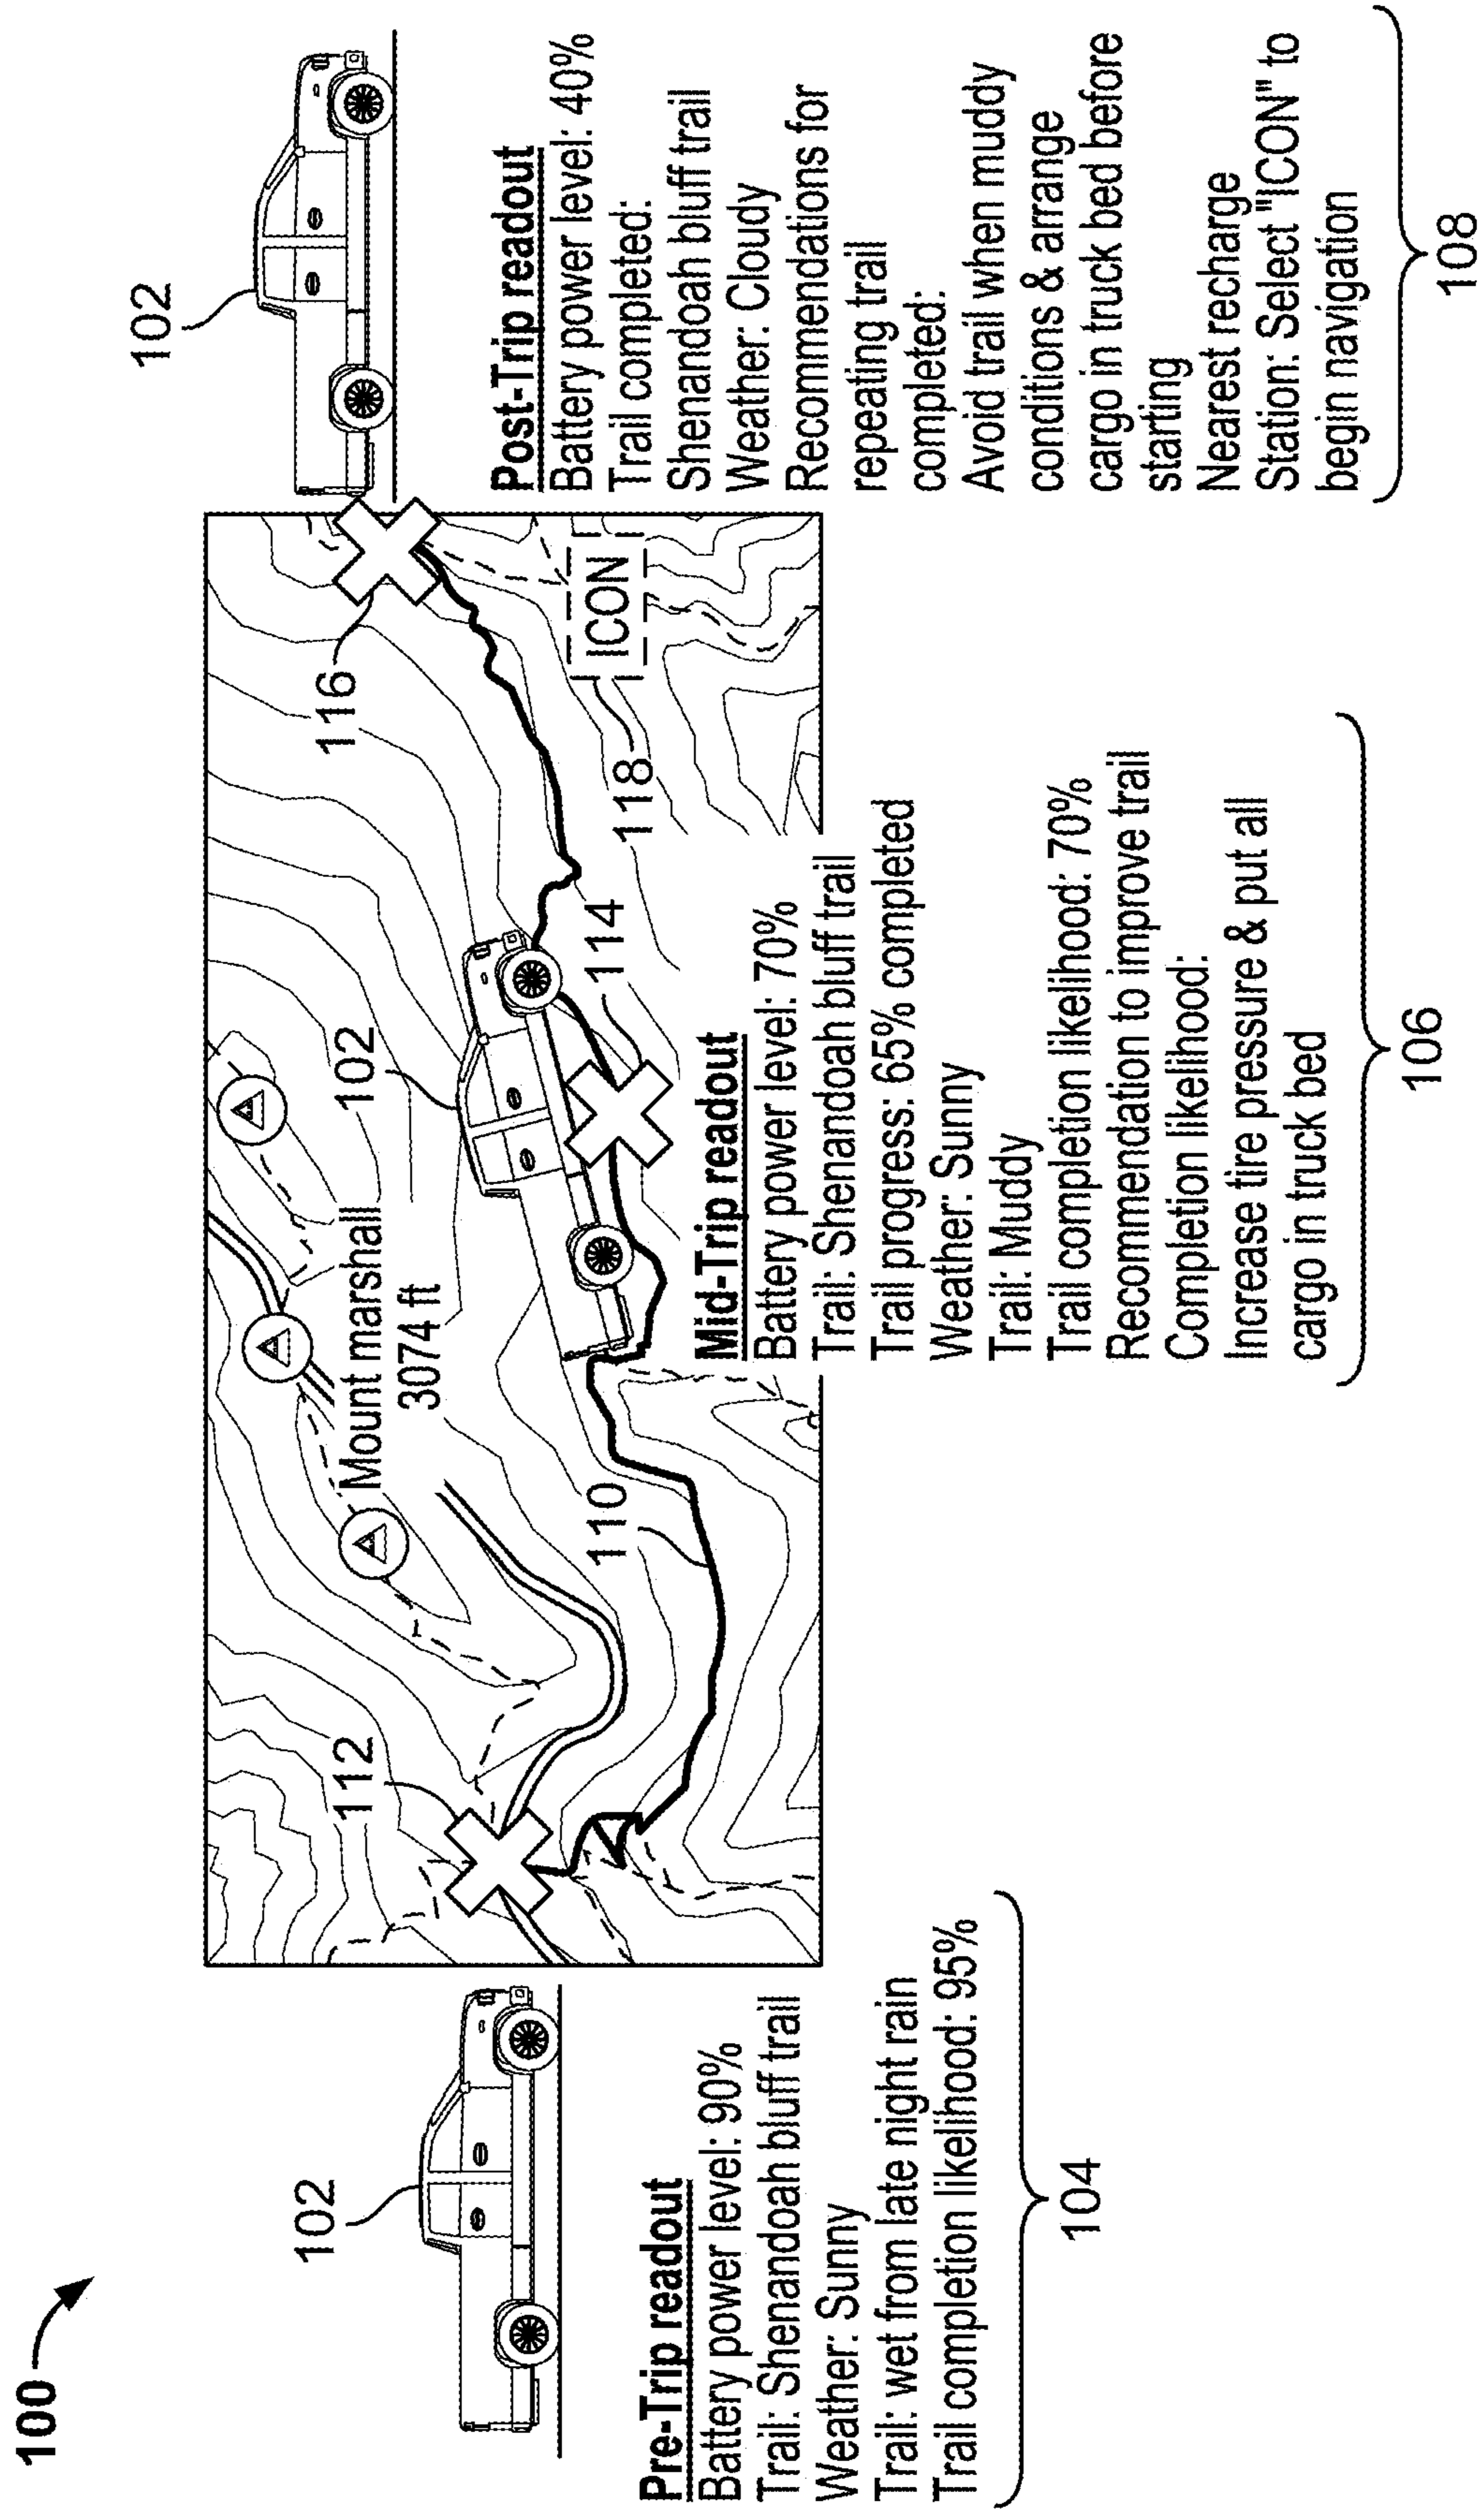 100
102
Pre-Trip readout
Battery power level: 90%
Trail: Shenandoah bluff trail
Weather: Sunny
Trail: wet from late night rain
Trail completion likelihood: 95%
104
112
110
Mount marshall
3074 ft
102
114
116
118
ICON
Mid-Trip readout
Battery power level: 70%
Trail: Shenandoah bluff trail
Trail progress: 65% completed
Weather: Sunny
Trail: Muddy
Trail completion likelihood: 70%
Recommendation to improve trail
Completion likelihood:
Increase tire pressure & put all
cargo in truck bed
106
102
Post-Trip readout
Battery power level: 40%
Trail completed:
Shenandoah bluff trail
Weather: Cloudy
Recommendations for
repeating trail
completed:
Avoid trail when muddy
conditions & arrange
cargo in truck bed before
starting
Nearest recharge
Station: Select "ICON" to
begin navigation
108